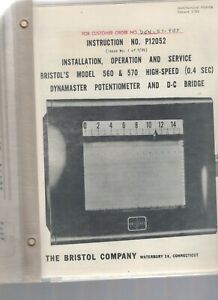 FOR CUSTOMER ORDER NO.
INSTRUCTION NO. P12052
INSTALLATION, OPERATION AND SERVICE
BRISTOL'S MODEL 560 & 570 HIGH-SPEED (0.4 SEC)
DYNAMASTER POTENTIOMETER AND D-C BRIDGE
0 2 4 6 8 10 12 14
THE BRISTOL COMPANY WATERBURY 20, CONNECTICUT